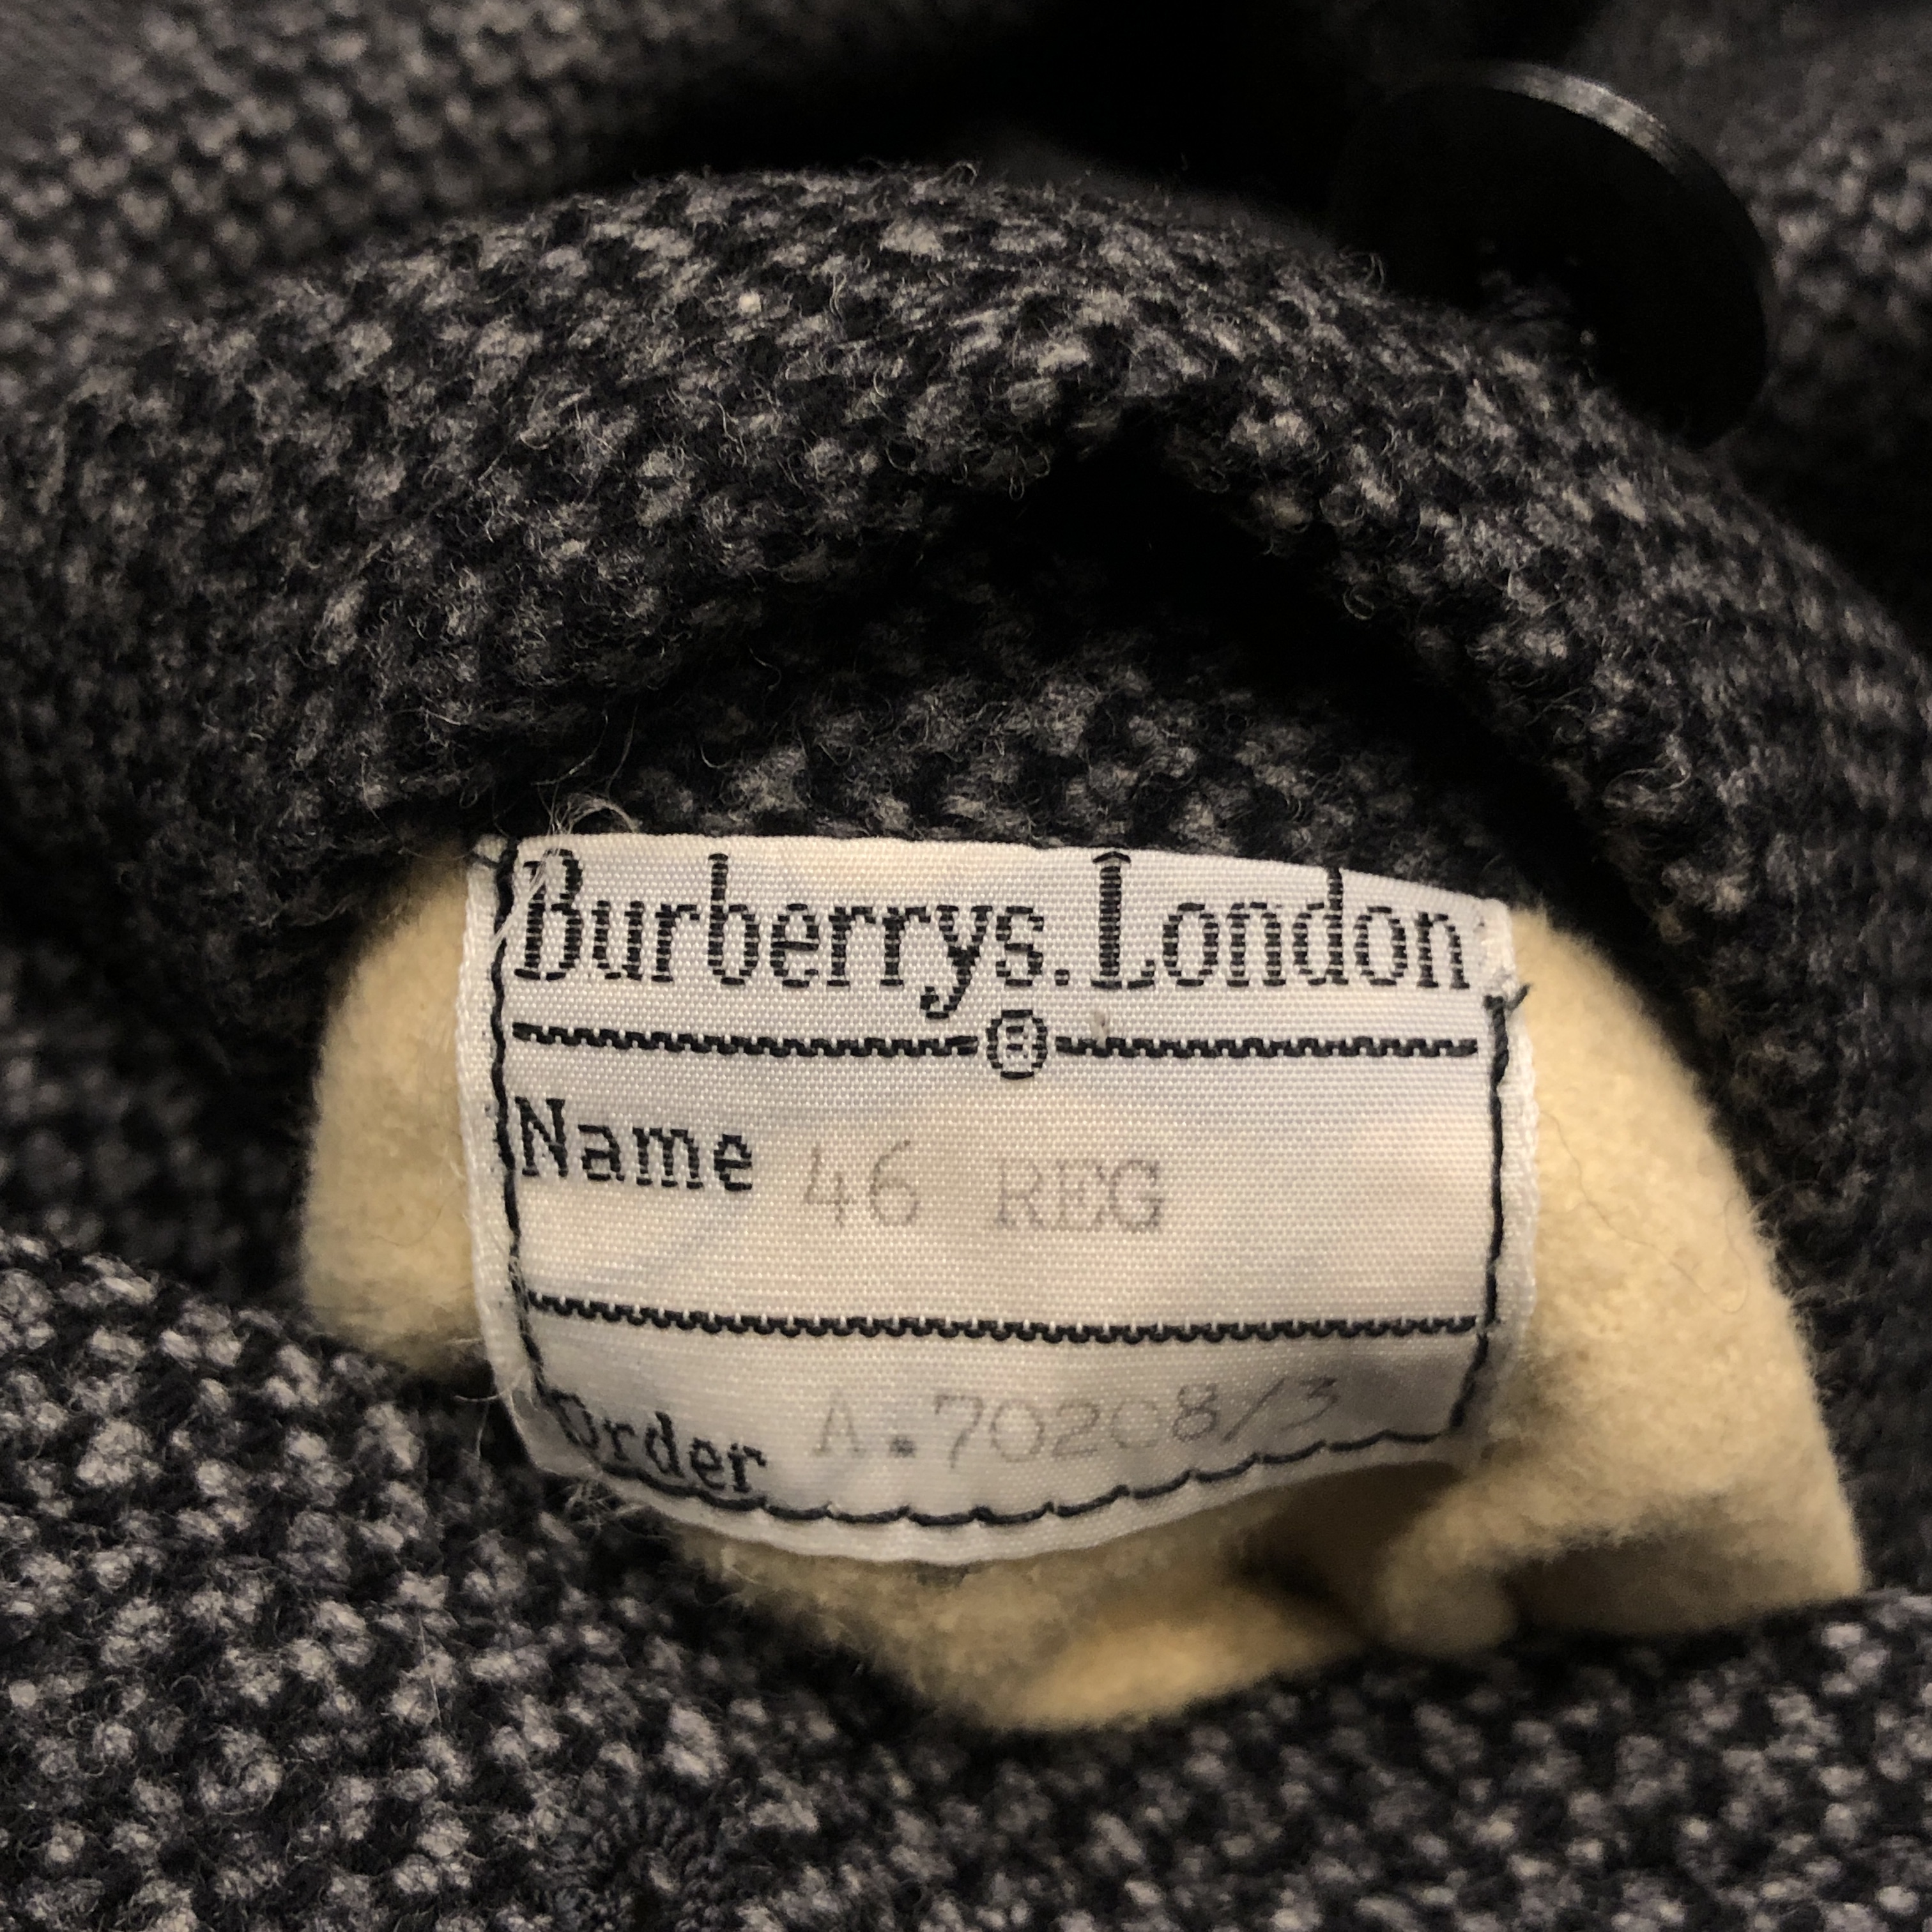 Burberrys. London
®
Name 46 REG
Order A.70208/3